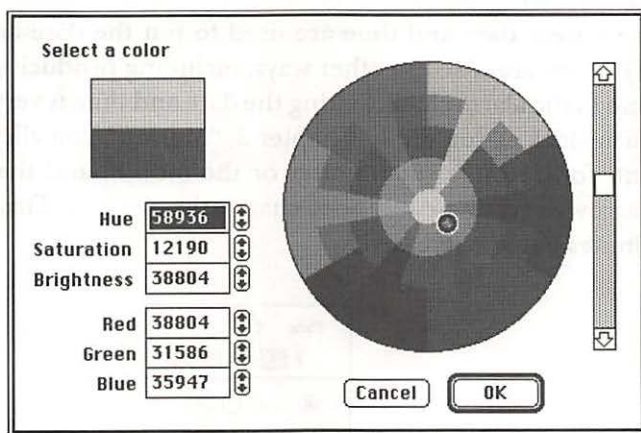 Select a color
Hue 58936
Saturation 12190
Brightness 38804
Red 38804
Green 31586
Blue 35947
Cancel OK